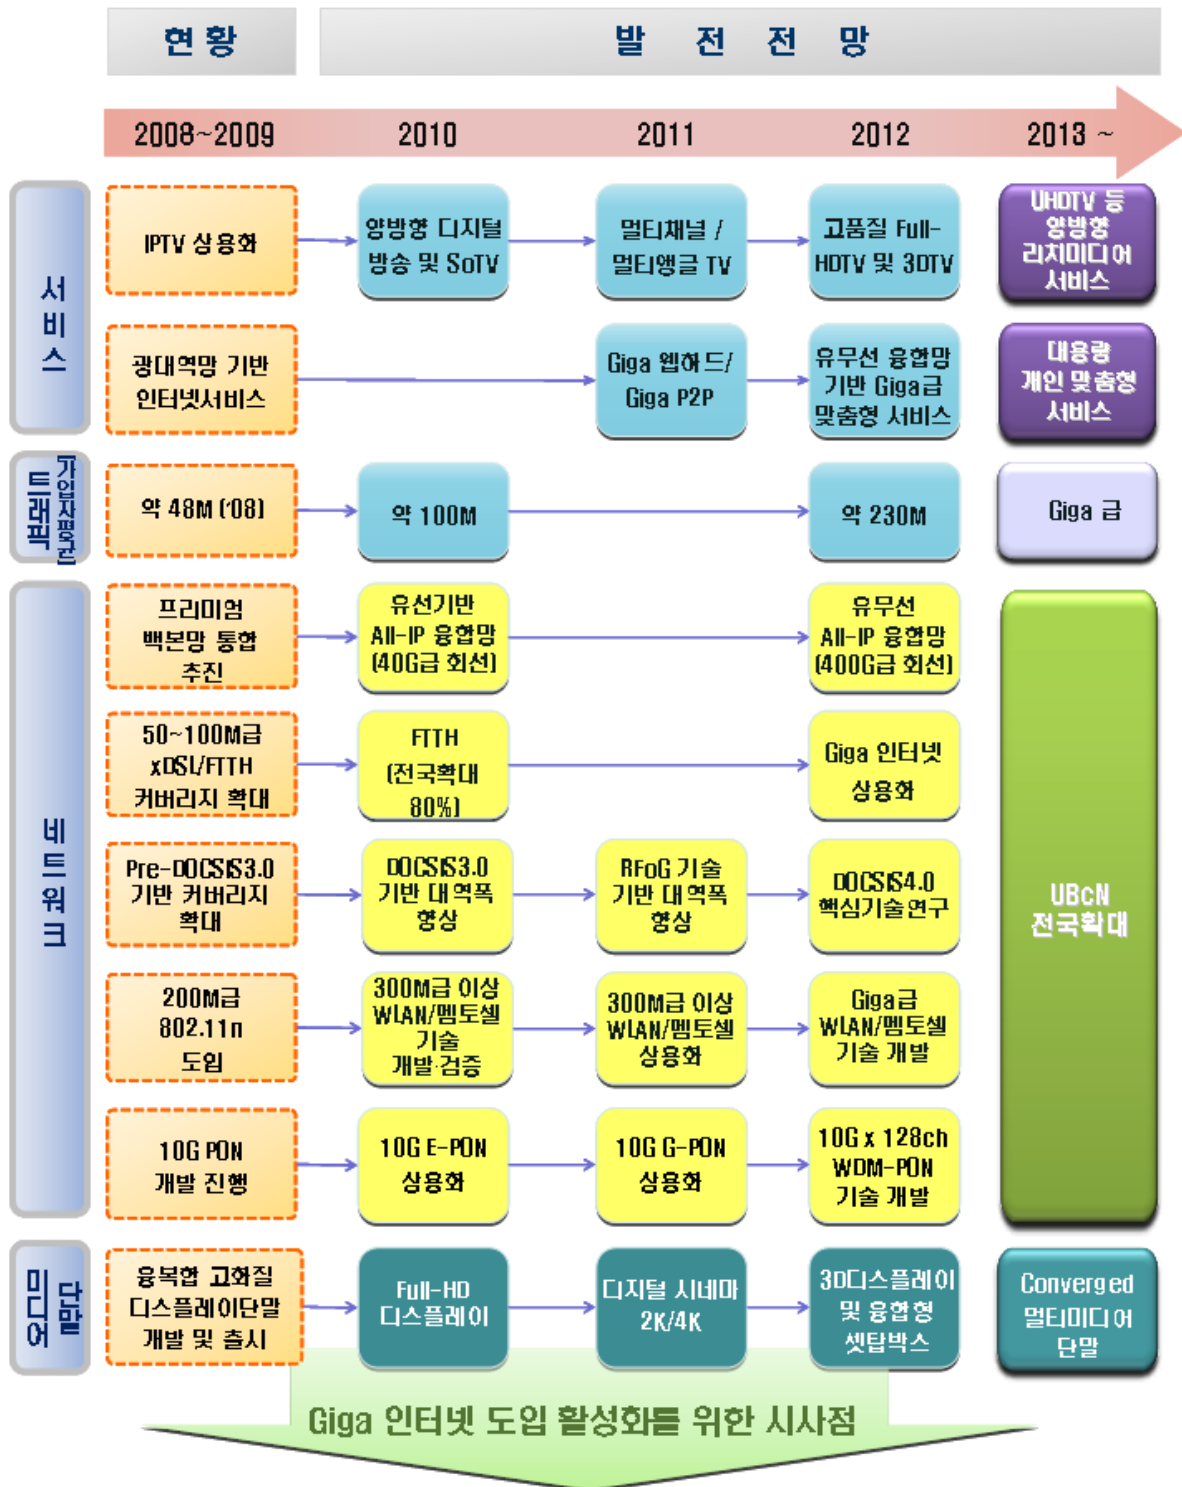 현 황
발 전 전 망
2008~2009
2010
2011
2012
2013 ~
서비스
IPTV 상용화
양방향 디지털
방송 및 SoTV
멀티채널 /
멀티앵글 TV
고품질 Full-
HDTV 및 3DTV
UHDTV 등
양방향
리치미디어
서비스
광대역망 기반
인터넷서비스
Giga 웹하드/
Giga P2P
유무선 융합망
기반 Giga급
맞춤형 서비스
대용량
개인 맞춤형
서비스
트래픽
(가입자평균)
약 48M ('08)
약 100M
약 230M
Giga 급
네트워크
프리미엄
백본망 통합
추진
유선기반
All-IP 융합망
(40G급 회선)
유무선
All-IP 융합망
(400G급 회선)
UBcN
전국확대
50~100M급
xDSL/FTTH
커버리지 확대
FTTH
(전국확대
80%)
Giga 인터넷
상용화
Pre-DOCSIS3.0
기반 커버리지
확대
DOCSIS3.0
기반 대역폭
향상
RFoG 기술
기반 대역폭
향상
DOCSIS4.0
핵심기술연구
200M급
802.11n
도입
300M급 이상
WLAN/펨토셀
기술
개발·검증
300M급 이상
WLAN/펨토셀
상용화
Giga급
WLAN/펨토셀
기술 개발
10G PON
개발 진행
10G E-PON
상용화
10G G-PON
상용화
10G x 128ch
WDM-PON
기술 개발
미디어
단말
융복합 고화질
디스플레이단말
개발 및 출시
Full-HD
디스플레이
디지털 시네마
2K/4K
3D디스플레이
및 융합형
셋탑박스
Converged
멀티미디어
단말
Giga 인터넷 도입 활성화를 위한 시사점